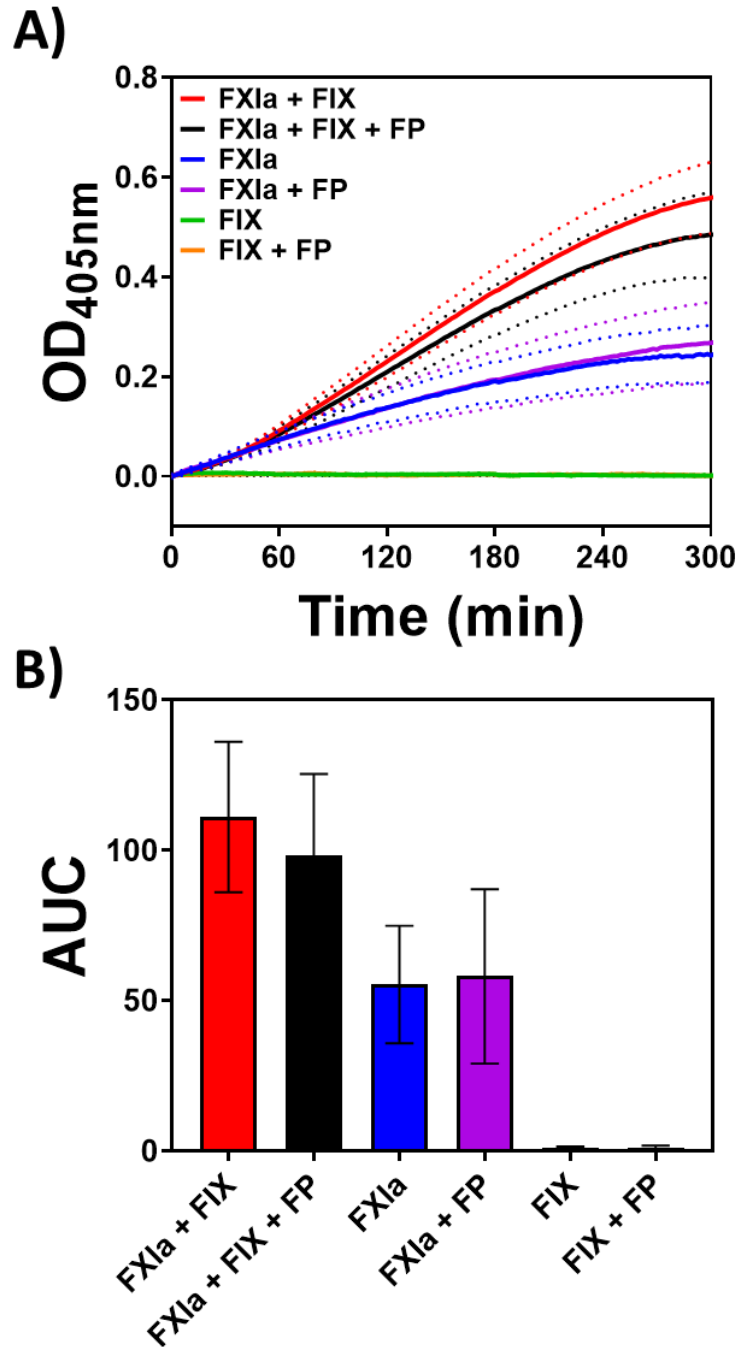 A)
0.8
FXIa + FIX
FXIa + FIX + FP
FXIa
FXIa + FP
FIX
FIX + FP
0.6
0.4
0.2
0.0
OD405nm
0 60 120 180 240 300
Time (min)
B)
150
100
50
0
AUC
FXIa + FIX
FXIa + FIX + FP
FXIa
FXIa + FP
FIX
FIX + FP